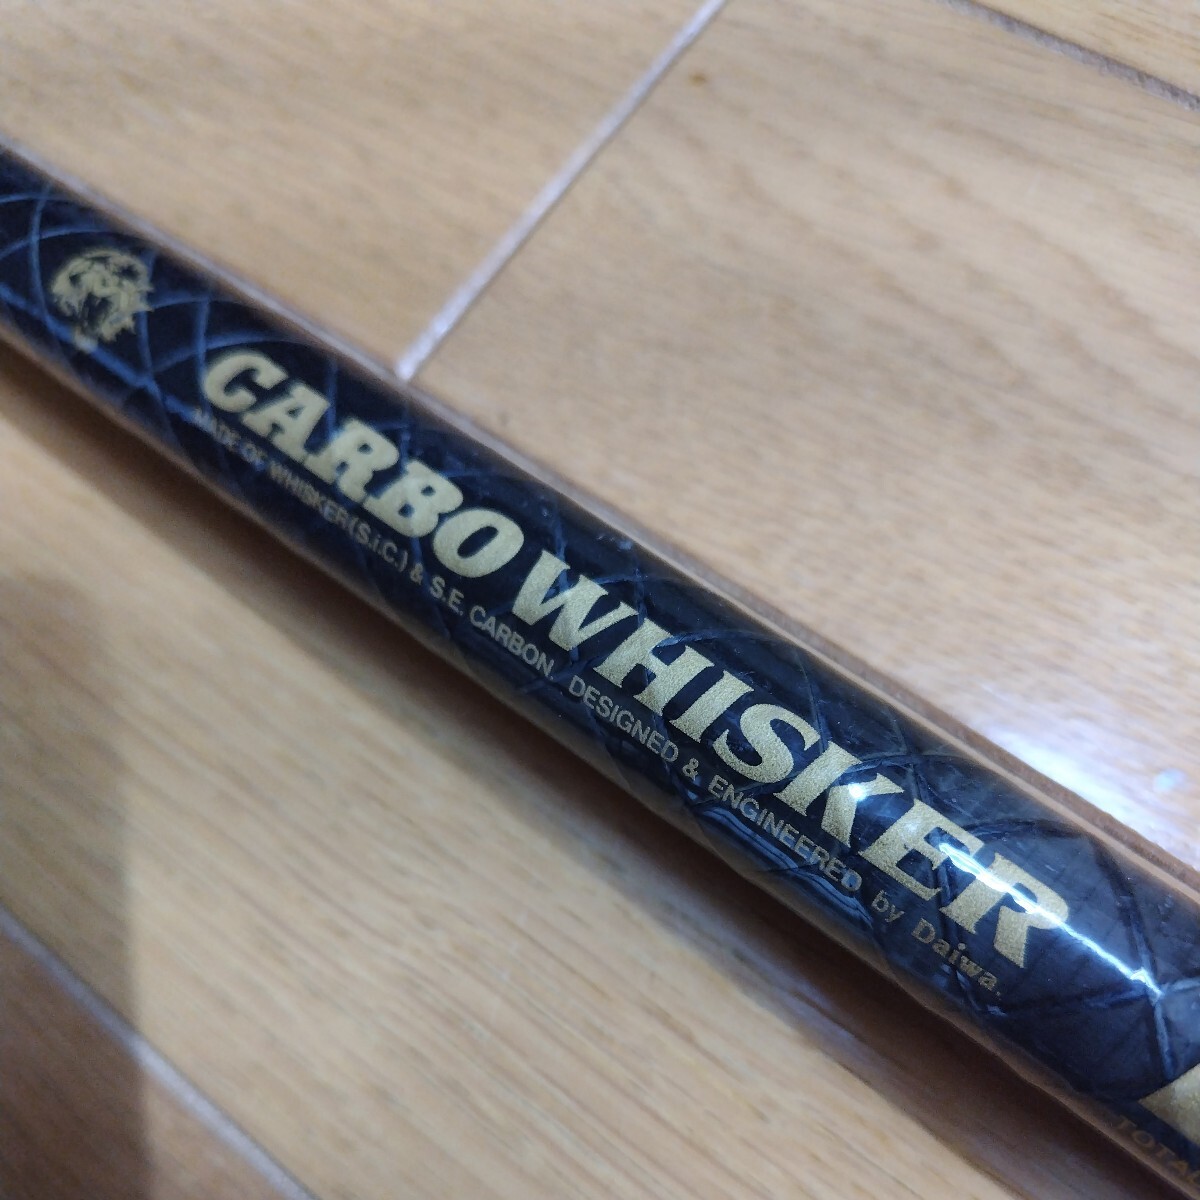 CARBO WHISKER
MADE OF WHISKER (S.i.C.) & S.E. CARBON. DESIGNED & ENGINEERED by Daiwa.